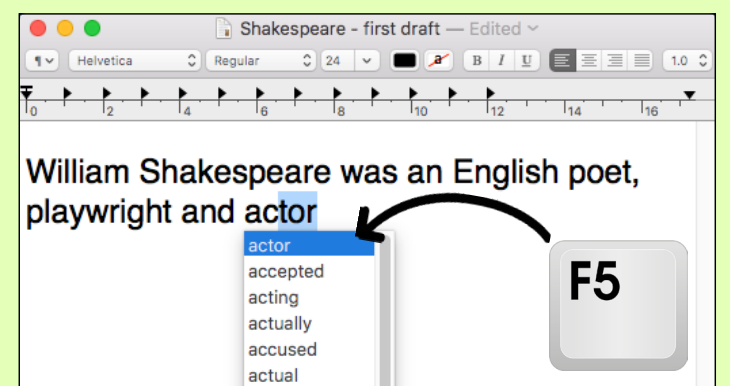 Shakespeare - first draft — Edited
¶ Helvetica Regular 24 a B I U 1.0
0 2 4 6 8 10 12 14 16
William Shakespeare was an English poet,
playwright and actor
actor
accepted
acting
actually
accused
actual
F5